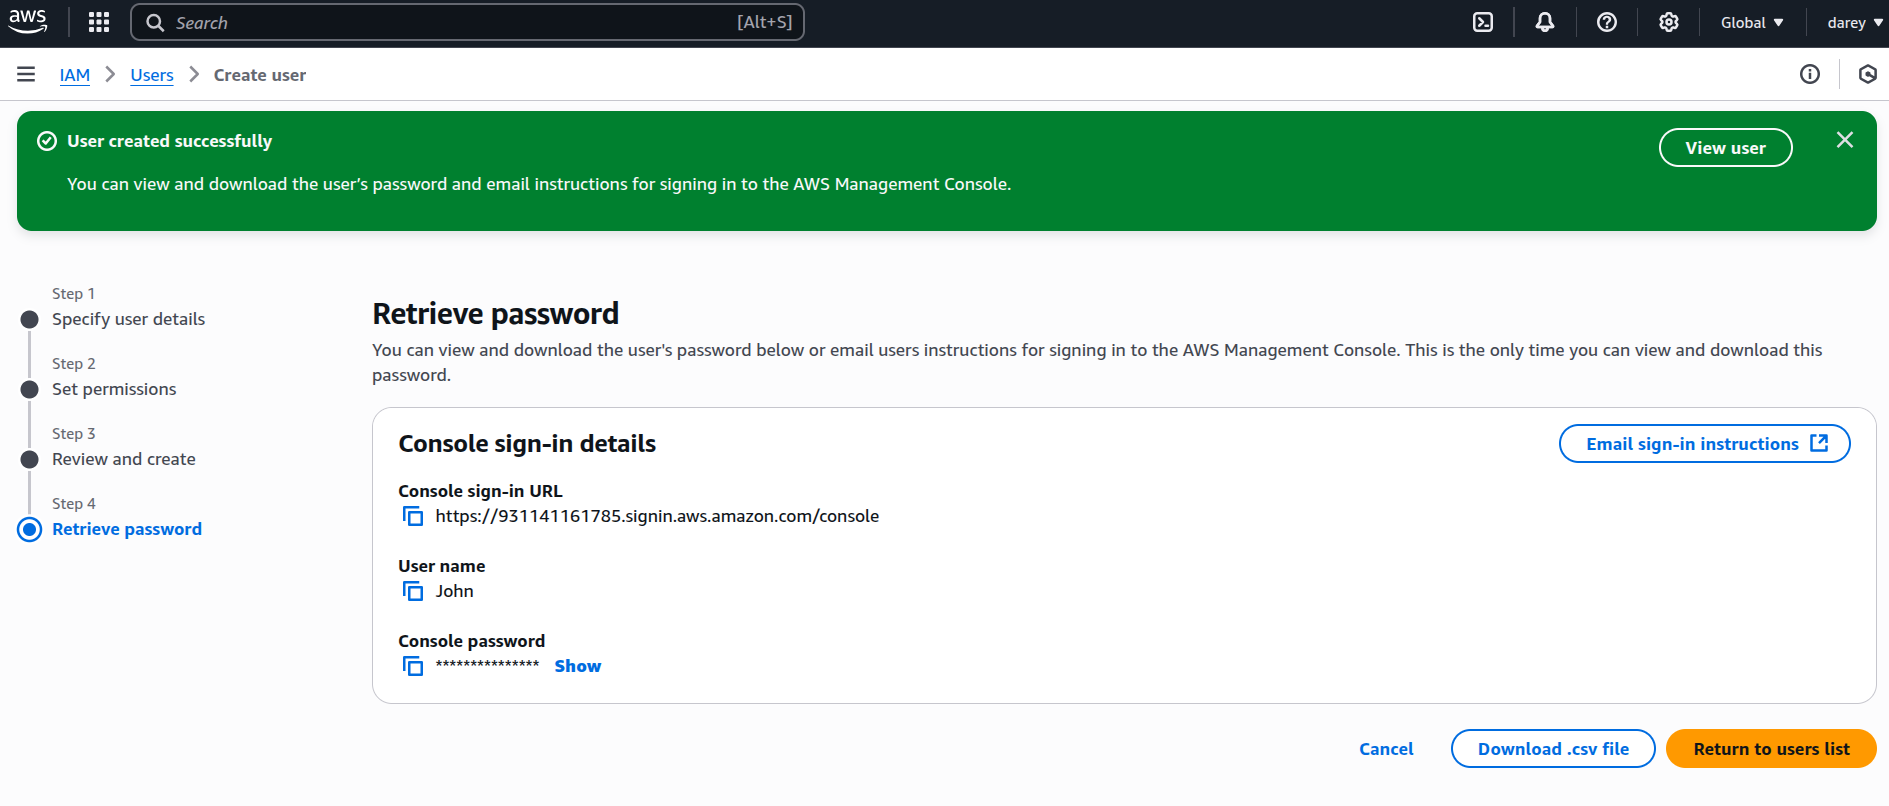 aws
Search
[Alt+S]
Global
darey
IAM
Users
Create user
User created successfully
You can view and download the user's password and email instructions for signing in to the AWS Management Console.
View user
Step 1
Specify user details
Step 2
Set permissions
Step 3
Review and create
Step 4
Retrieve password
Retrieve password
You can view and download the user's password below or email users instructions for signing in to the AWS Management Console. This is the only time you can view and download this
password.
Console sign-in details
Email sign-in instructions
Console sign-in URL
https://931141161785.signin.aws.amazon.com/console
User name
John
Console password
*************** Show
Cancel
Download .csv file
Return to users list